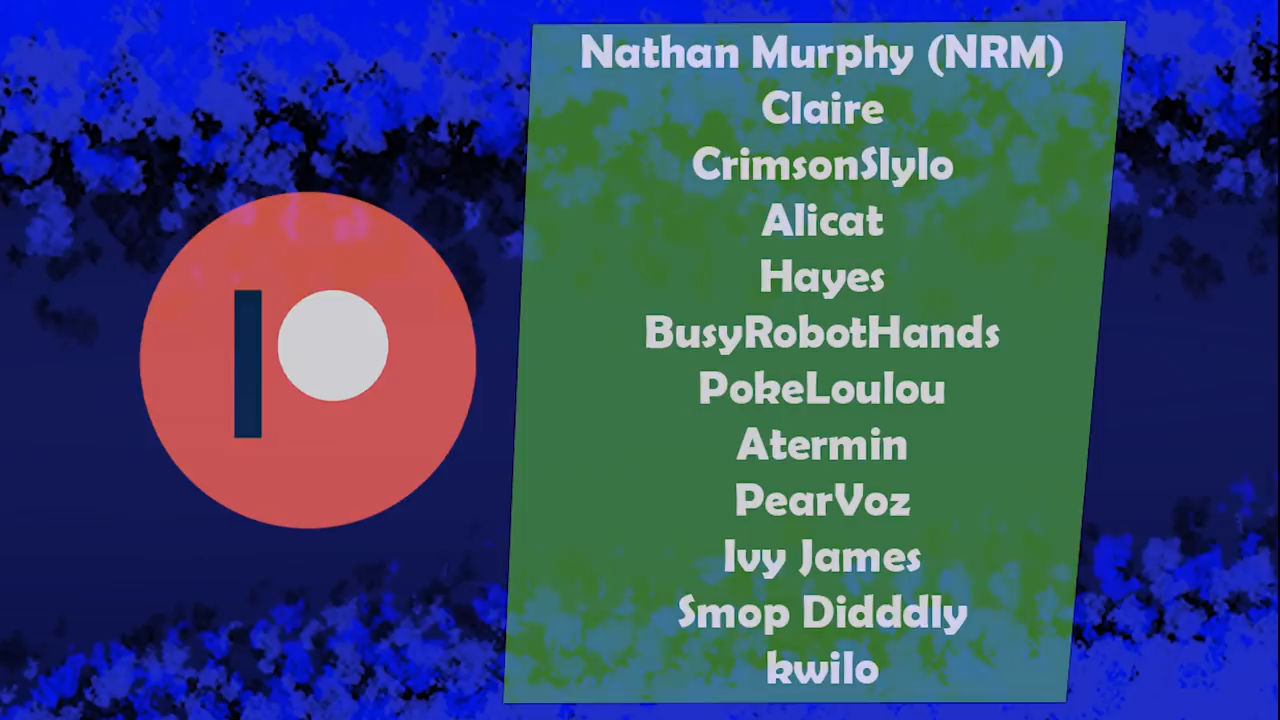 Nathan Murphy (NRM)
Claire
CrimsonSlylo
Alicat
Hayes
BusyRobotHands
PokeLoulou
Atermin
PearVoz
Ivy James
Smop Didddly
kwilo